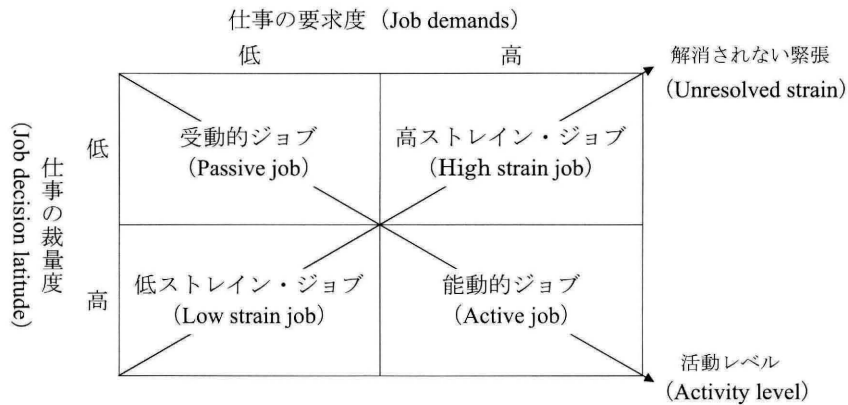 仕事の要求度（Job demands）
低
高
解消されない緊張
（Unresolved strain）
仕事の裁量度
（Job decision latitude）
低
受動的ジョブ
（Passive job）
高ストレイン・ジョブ
（High strain job）
高
低ストレイン・ジョブ
（Low strain job）
能動的ジョブ
（Active job）
活動レベル
（Activity level）